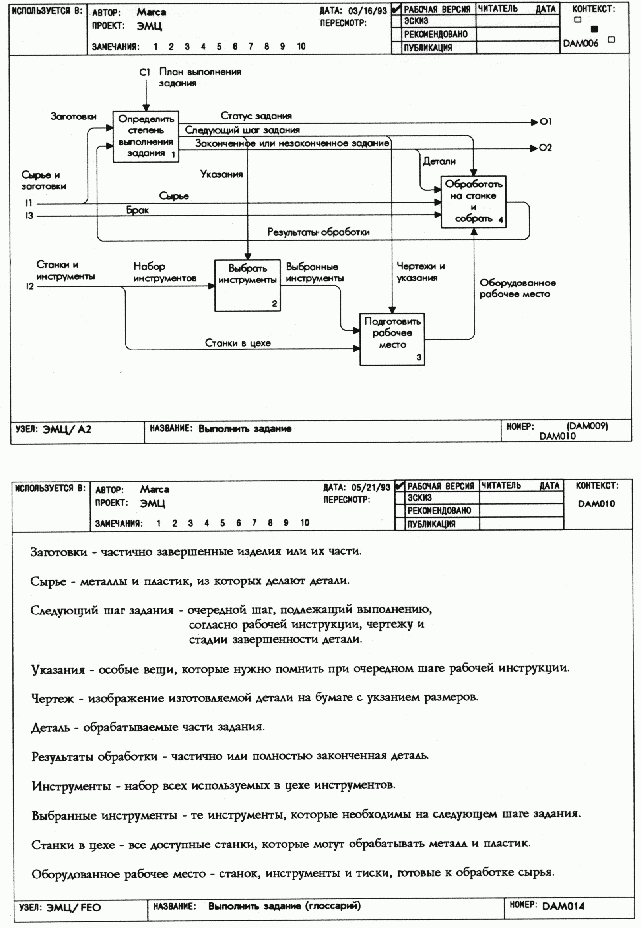 ИСПОЛЬЗУЕТСЯ В: АВТОР: Marca ДАТА: 03/16/93 РАБОЧАЯ ВЕРСИЯ ЧИТАТЕЛЬ ДАТА КОНТЕКСТ:
ПРОЕКТ: ЭМЦ ПЕРЕСМОТР: ЭСКИЗ
РЕКОМЕНДОВАНО
ЗАМЕЧАНИЯ: 1 2 3 4 5 6 7 8 9 10 ПУБЛИКАЦИЯ DAM006
C1 План выполнения
задания
Заготовки
Определить
степень
выполнения
задания 1
Статус задания
O1
Следующий шаг задания
Законченное или незаконченное задание
O2
Указания
Детали
Сырье и
заготовки
I1
Сырье
I3
Брак
Обработать
на станке
и
собрать 4
Результаты обработки
Станки и
инструменты
I2
Набор
инструментов
Выбрать
инструменты
2
Выбранные
инструменты
Чертежи и
указания
Оборудованное
рабочее место
Станки в цехе
Подготовить
рабочее
место
3
УЗЕЛ: ЭМЦ/ A2 НАЗВАНИЕ: Выполнить задание НОМЕР: (DAM009)
DAM010
ИСПОЛЬЗУЕТСЯ В: АВТОР: Marca ДАТА: 05/21/93 РАБОЧАЯ ВЕРСИЯ ЧИТАТЕЛЬ ДАТА КОНТЕКСТ:
ПРОЕКТ: ЭМЦ ПЕРЕСМОТР: ЭСКИЗ DAM010
РЕКОМЕНДОВАНО
ЗАМЕЧАНИЯ: 1 2 3 4 5 6 7 8 9 10 ПУБЛИКАЦИЯ
Заготовки - частично завершенные изделия или их части.
Сырье - металлы и пластик, из которых делают детали.
Следующий шаг задания - очередной шаг, подлежащий выполнению,
согласно рабочей инструкции, чертежу и
стадии завершенности детали.
Указания - особые вещи, которые нужно помнить при очередном шаге рабочей инструкции.
Чертеж - изображение изготовляемой детали на бумаге с укзанием размеров.
Деталь - обрабатываемые части задания.
Результаты обработки - частично или полностью законченная деталь.
Инструменты - набор всех используемых в цехе инструментов.
Выбранные инструменты - те инструменты, которые необходимы на следующем шаге задания.
Станки в цехе - все доступные станки, которые могут обрабатывать металл и пластик.
Оборудованное рабочее место - станок, инструменты и тиски, готовые к обработке сырья.
УЗЕЛ: ЭМЦ/ FEO НАЗВАНИЕ: Выполнить задание (глоссарий) НОМЕР: DAM014